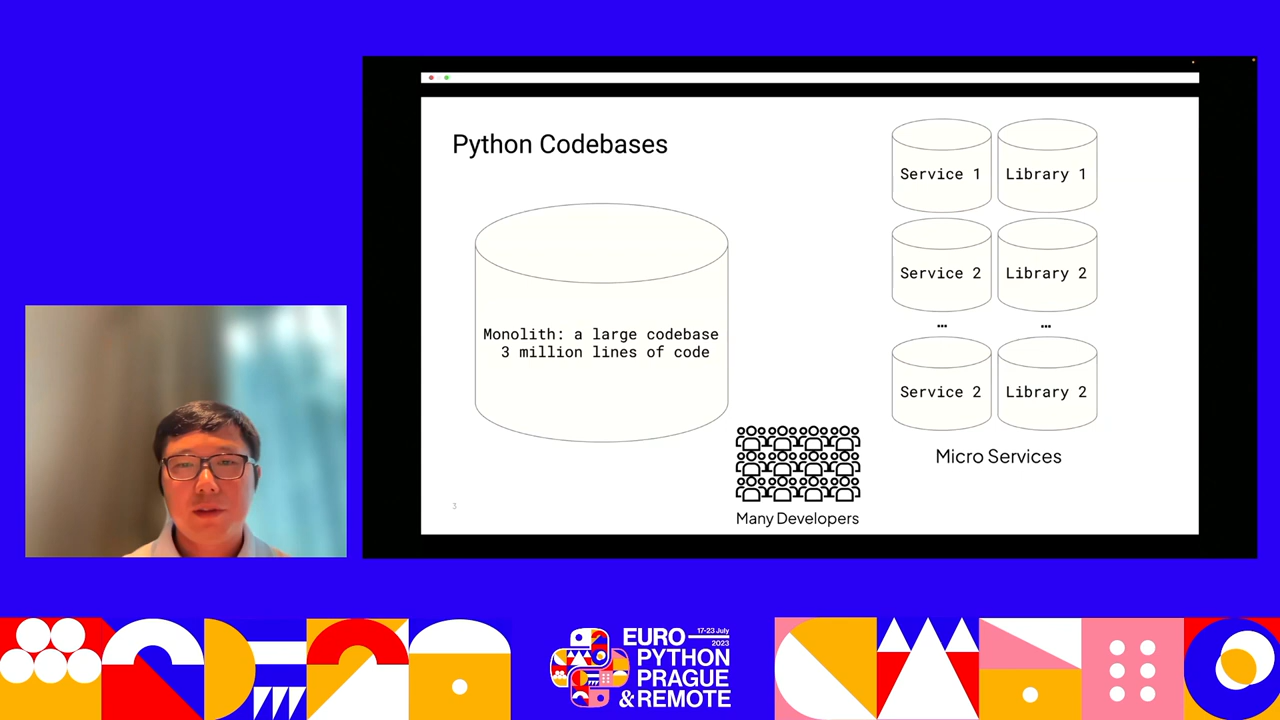 Python Codebases
Monolith: a large codebase
3 million lines of code
Service 1
Library 1
Service 2
Library 2
...
...
Service 2
Library 2
Micro Services
Many Developers
3
EURO
17-23 July
2023
PYTHON
PRAGUE
& REMOTE